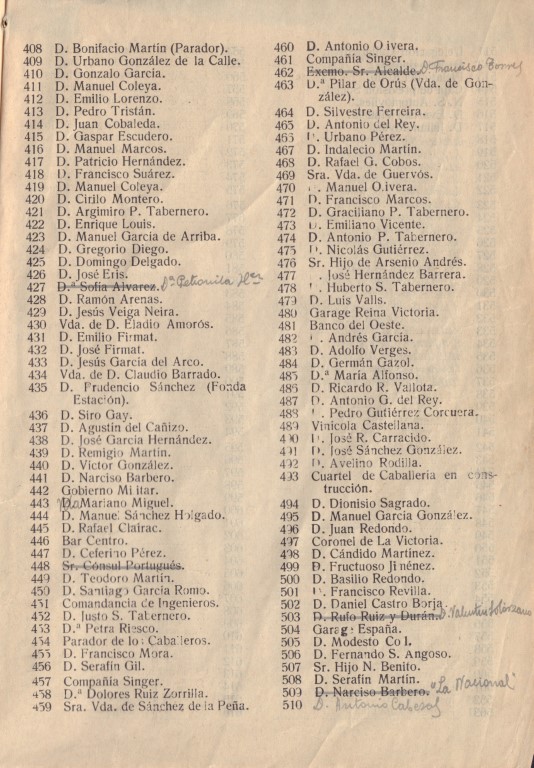 408 D. Bonifacio Martín (Parador).
409 D. Urbano González de la Calle.
410 D. Gonzalo García.
411 D. Manuel Coleya.
412 D. Emilio Lorenzo.
413 D. Pedro Tristán.
414 D. Juan Cobaleda.
415 D. Gaspar Escudero.
416 D. Manuel Marcos.
417 D. Patricio Hernández.
418 D. Francisco Suárez.
419 D. Manuel Coleya.
420 D. Cirilo Montero.
421 D. Argimiro P. Tabernero.
422 D. Enrique Louis.
423 D. Manuel García de Arriba.
424 D. Gregorio Diego.
425 D. Domingo Delgado.
426 D. José Eris.
427 D.ª Sofía Alvarez. Dª Petronila Hez
428 D. Ramón Arenas.
429 D. Jesús Veiga Neira.
430 Vda. de D. Eladio Amorós.
431 D. Emilio Firmat.
432 D. José Firmat.
433 D. Jesús García del Arco.
434 Vda. de D. Claudio Barrado.
435 D. Prudencio Sánchez (Fonda
Estación).
436 D. Siro Gay.
437 D. Agustín del Cañizo.
438 D. José García Hernández.
439 D. Remigio Martín.
440 D. Víctor González.
441 D. Narciso Barbero.
442 Gobierno Mi itar.
443 D. Mariano Miguel.
444 D. Manuel Sánchez Holgado.
445 D. Rafael Clairac.
446 Bar Centro.
447 D. Ceferino Pérez.
448 Sr. Cónsul Portugués.
449 D. Teodoro Martín.
450 D. Santiago García Romo.
451 Comandancia de Ingenieros.
452 D. Justo S. Tabernero.
453 D.ª Petra Riesco.
454 Parador de los Caballeros.
455 D. Francisco Mora.
456 D. Serafín Gil.
457 Compañía Singer.
458 D.ª Dolores Ruiz Zorrilla.
459 Sra. Vda. de Sánchez de la Peña.
460 D. Antonio O ivera.
461 Compañía Singer.
462 Excmo. Sr. Alcalde. D. Francisco Borres
463 D.ª Pilar de Orús (Vda. de Gon-
zález).
464 D. Silvestre Ferreira.
465 D. Antonio del Rey.
466 D. Urbano Pérez.
467 D. Indalecio Martín.
468 D. Rafael G. Cobos.
469 Sra. Vda. de Guervós.
470 . Manuel O.ivera.
471 D. Francisco Marcos.
472 D. Graciliano P. Tabernero.
473 D. Emiliano Vicente.
474 D. Antonio P. Tabernero.
475 D. Nicolás Gutiérrez.
476 Sr. Hijo de Arsenio Andrés.
477 . José Hernández Barrera.
478 . Huberto S. Tabernero.
479 D. Luis Valls.
480 Garage Reina Victoria.
481 Banco del Oeste.
482 . Andrés García.
483 D. Adolfo Verges.
484 D. Germán Gazol.
485 D.ª María Alfonso.
486 D. Ricardo R. Vallota.
487 D. Antonio G. del Rey.
488 . Pedro Gutiérrez Corcuera.
489 Vinícola Castellana.
490 D. José R. Carracido.
491 D. José Sánchez González.
492 D. Avelino Rodilla.
493 Cuartel de Caballería en cons-
trucción.
494 D. Dionisio Sagrado.
495 D. Manuel García González.
496 D. Juan Redondo.
497 Coronel de La Victoria.
498 D. Cándido Martínez.
499 D. Fructuoso Jiménez.
500 D. Basilio Redondo.
501 D. Francisco Revilla.
502 D. Daniel Castro Borja.
503 D. Rufo Ruiz y Durán. D. Valentín Solórzano
504 Garage España.
505 D. Modesto Col l.
506 D. Fernando S. Angoso.
507 Sr. Hijo N. Benito.
508 D. Serafín Martín.
509 D. Narciso Barbero. "La Nacional"
510 D. Antonio Cabesol